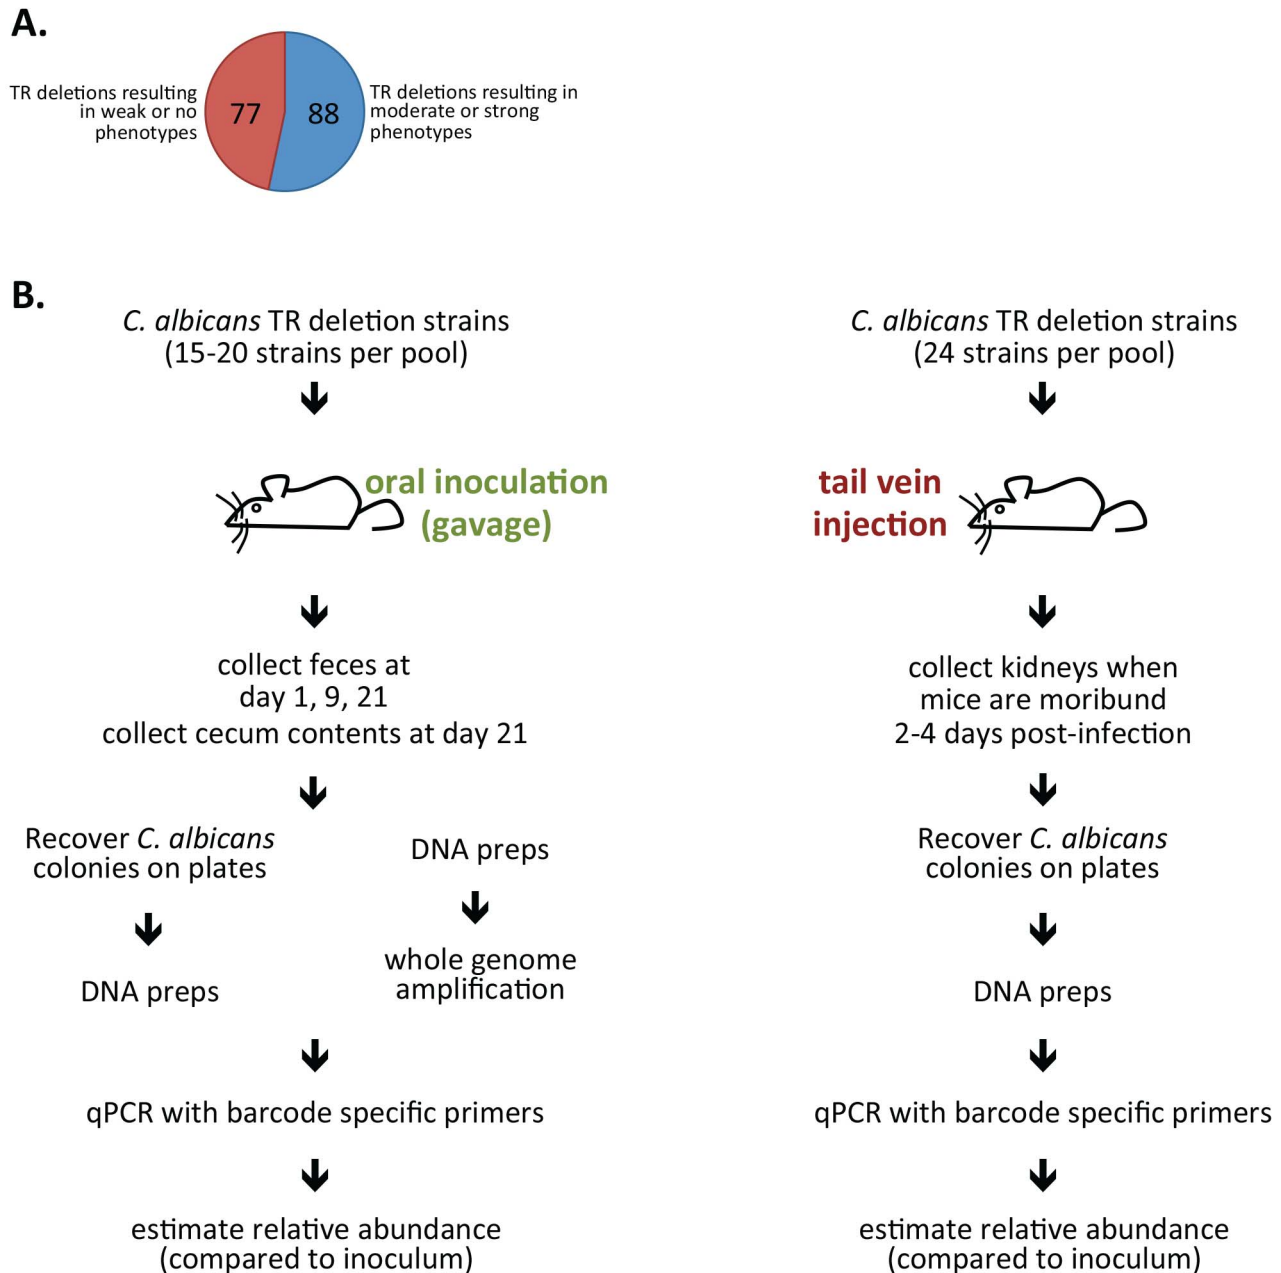 A.
TR deletions resulting
in weak or no
phenotypes
77
88
TR deletions resulting in
moderate or strong
phenotypes
B.
C. albicans TR deletion strains
(15-20 strains per pool)
oral inoculation
(gavage)
collect feces at
day 1, 9, 21
collect cecum contents at day 21
Recover C. albicans
colonies on plates
DNA preps
DNA preps
whole genome
amplification
qPCR with barcode specific primers
estimate relative abundance
(compared to inoculum)
C. albicans TR deletion strains
(24 strains per pool)
tail vein
injection
collect kidneys when
mice are moribund
2-4 days post-infection
Recover C. albicans
colonies on plates
DNA preps
qPCR with barcode specific primers
estimate relative abundance
(compared to inoculum)